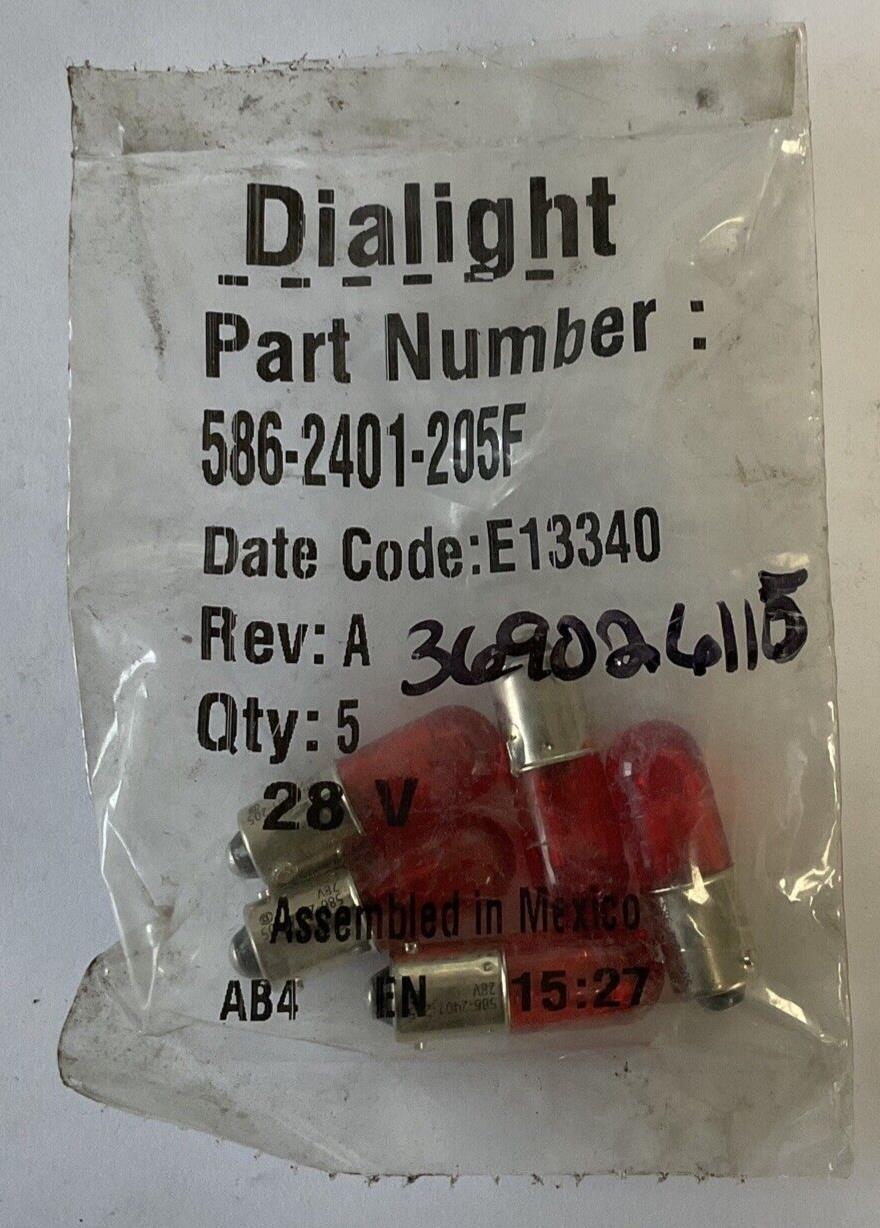 Dialight
Part Number :
586-2401-205F
Date Code:E13340
Rev: A 369026115
Qty: 5
28 V
Assembled in Mexico
AB4 EN 15:27
28V